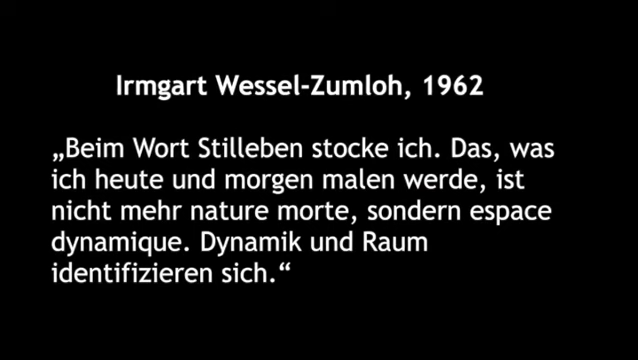 Irmgart Wessel-Zumloh, 1962
„Beim Wort Stilleben stocke ich. Das, was
ich heute und morgen malen werde, ist
nicht mehr nature morte, sondern espace
dynamique. Dynamik und Raum
identifizieren sich.“